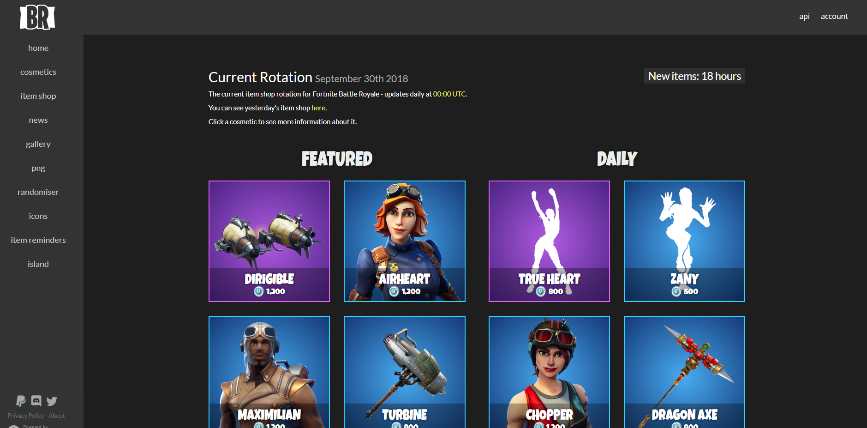 BR
api
account
home
cosmetics
item shop
news
gallery
png
randomiser
icons
item reminders
island
Privacy Policy About
Current Rotation September 30th 2018
New items: 18 hours
The current item shop rotation for Fortnite Battle Royale - updates daily at 00:00 UTC.
You can see yesterday's item shop here.
Click a cosmetic to see more information about it.
FEATURED
DAILY
DIRIGIBLE
1,200
AIRHEART
1,200
TRUE HEART
800
ZANY
500
MAXIMILIAN
1,200
TURBINE
800
CHOPPER
1,200
DRAGON AXE
800